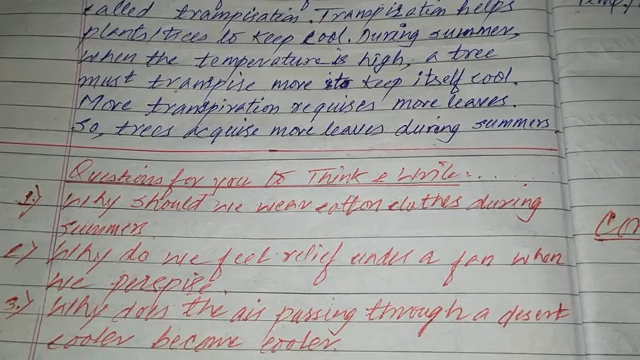 called transpiration. Transpiration helps
plants/trees to keep cool. During summer,
when the temperature is high, a tree
must transpire more to keep itself cool.
More transpiration requires more leaves.
So, trees acquire more leaves during summers
Questions for you to Think & Write:...
1.) Why should we wear cotton clothes during
summers
2) Why do we feel relief under a fan when
we perspire
3.) Why does the air passing through a desert
cooler become cooler.